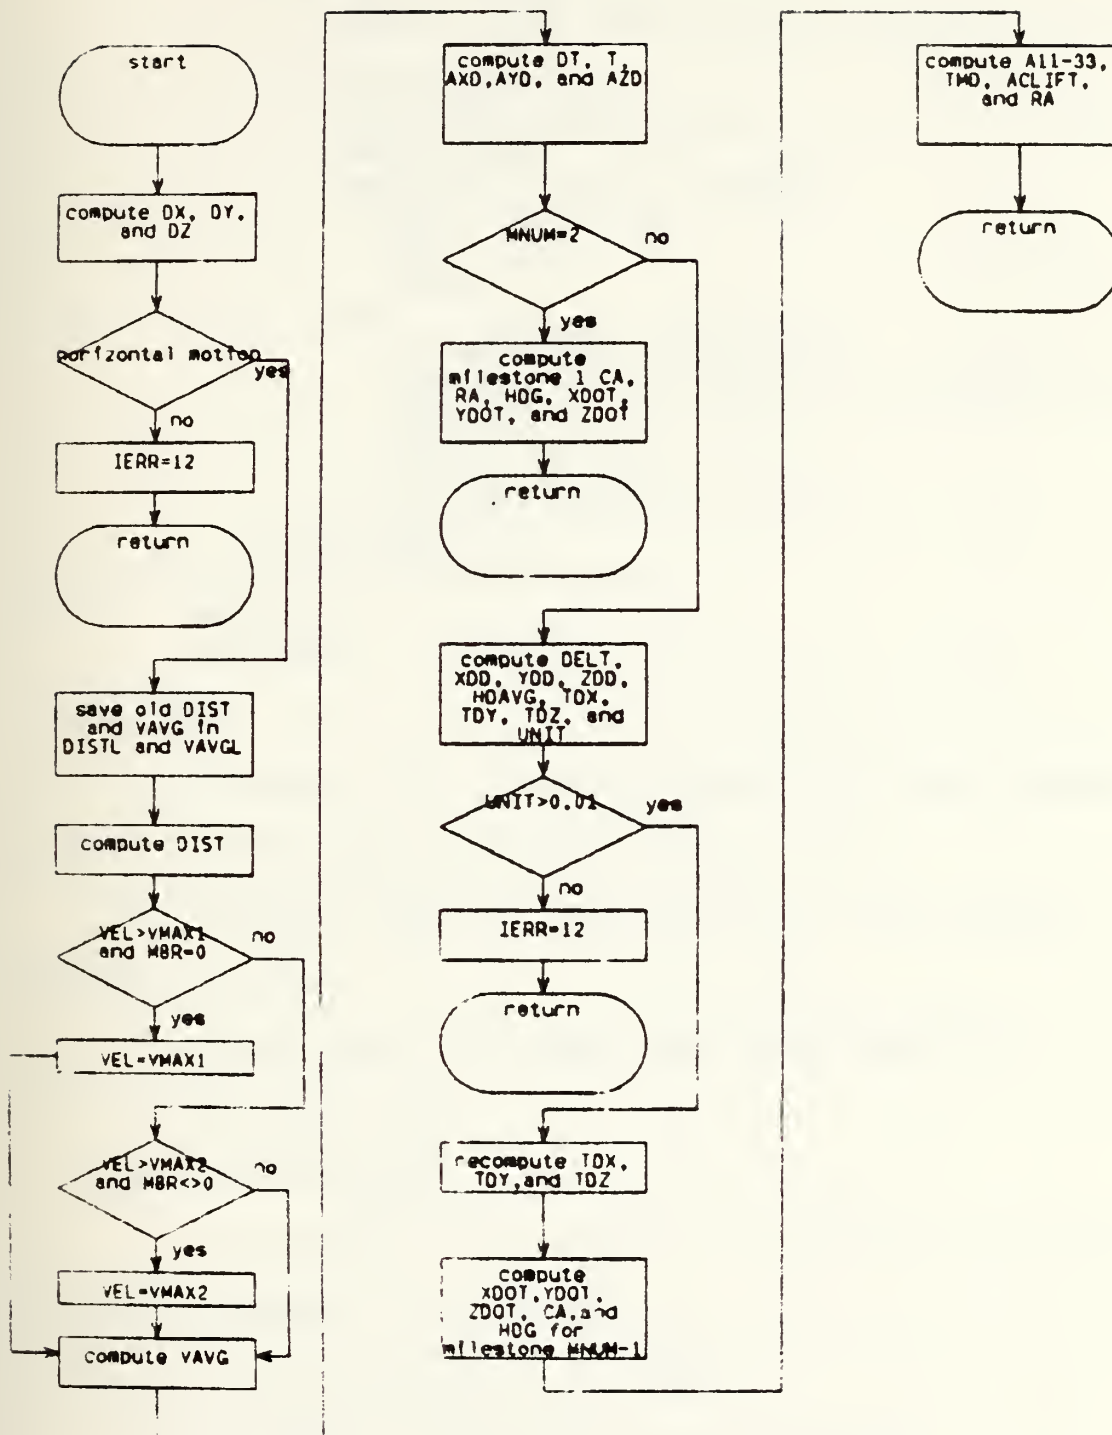 start
compute DX, DY,
and DZ
horizontal motion
yes
no
IERR=12
return
save old DIST
and VAVG in
DISTL and VAVGL
compute DIST
VEL>VMAX1
and MBR=0
no
yes
VEL=VMAX1
VEL>VMAX2
and MBR<>0
no
yes
VEL=VMAX2
compute VAVG
compute DT, T,
AXD,AYD, and AZD
MNUM=2
no
yes
compute
milestone 1 CA,
RA, HDG, XDOT,
YDOT, and ZDOT
return
compute DELT,
XDD, YDD, ZDD,
HDAVG, TDX,
TDY, TDZ, and
UNIT
UNIT>0.01
yes
no
IERR=12
return
recompute TDX,
TDY,and TDZ
compute
XDOT,YDOT,
ZDOT, CA,and
HDG for
milestone MNUM-1
compute A11-33,
TMD, ACLIFT,
and RA
return